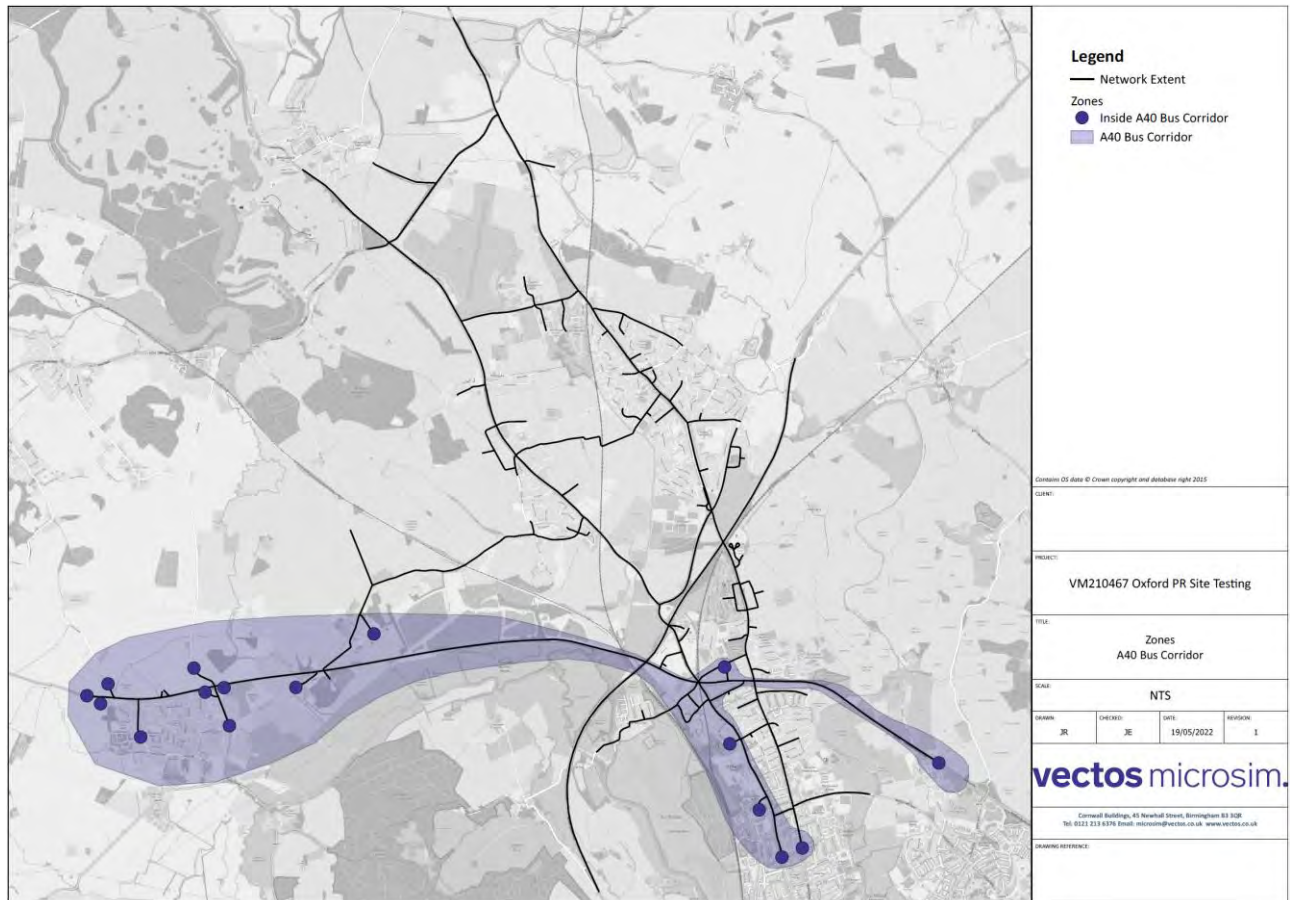 Legend
Network Extent
Zones
Inside A40 Bus Corridor
A40 Bus Corridor
Contains OS data © Crown copyright and database right 2015
CLIENT:
PROJECT:
VM210467 Oxford PR Site Testing
TITLE:
Zones
A40 Bus Corridor
SCALE:
NTS
DRAWN: CHECKED: DATE: REVISION:
JR JE 19/05/2022 1
vectos microsim.
Cornwall Buildings, 45 Newhall Street, Birmingham B3 3QR
Tel: 0121 213 6376 Email: microsim@vectos.co.uk www.vectos.co.uk
DRAWING REFERENCE: